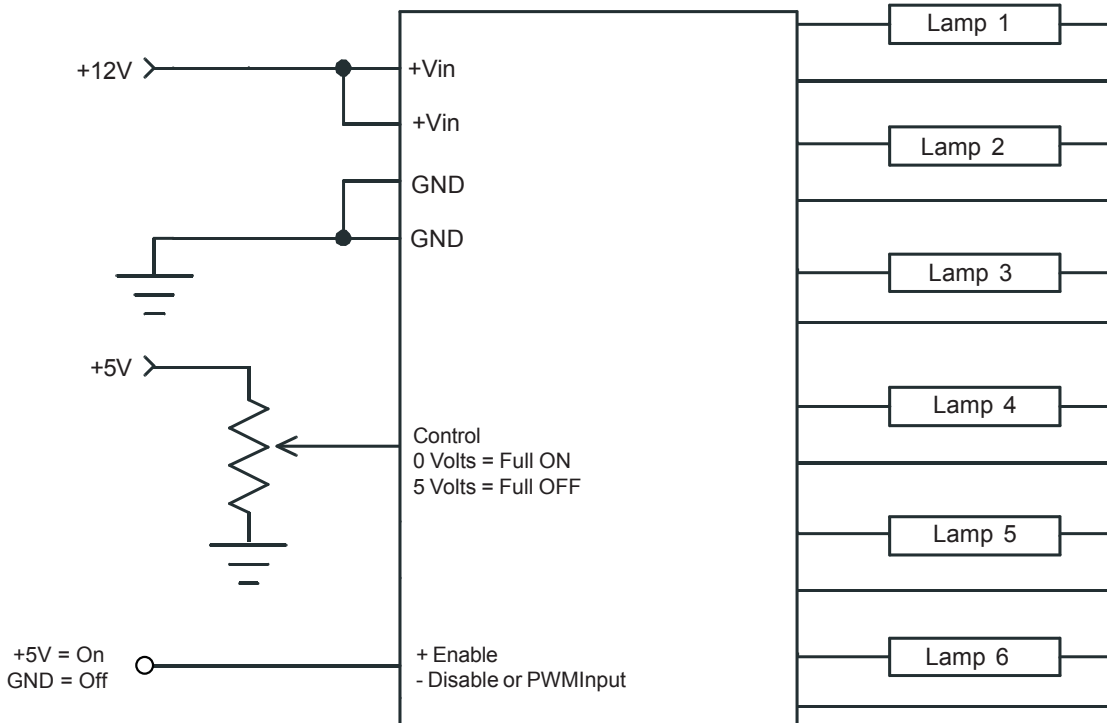 +12V
+Vin
+Vin
GND
GND
+5V
Control
0 Volts = Full ON
5 Volts = Full OFF
+5V = On
GND = Off
+ Enable
- Disable or PWMInput
Lamp 1
Lamp 2
Lamp 3
Lamp 4
Lamp 5
Lamp 6